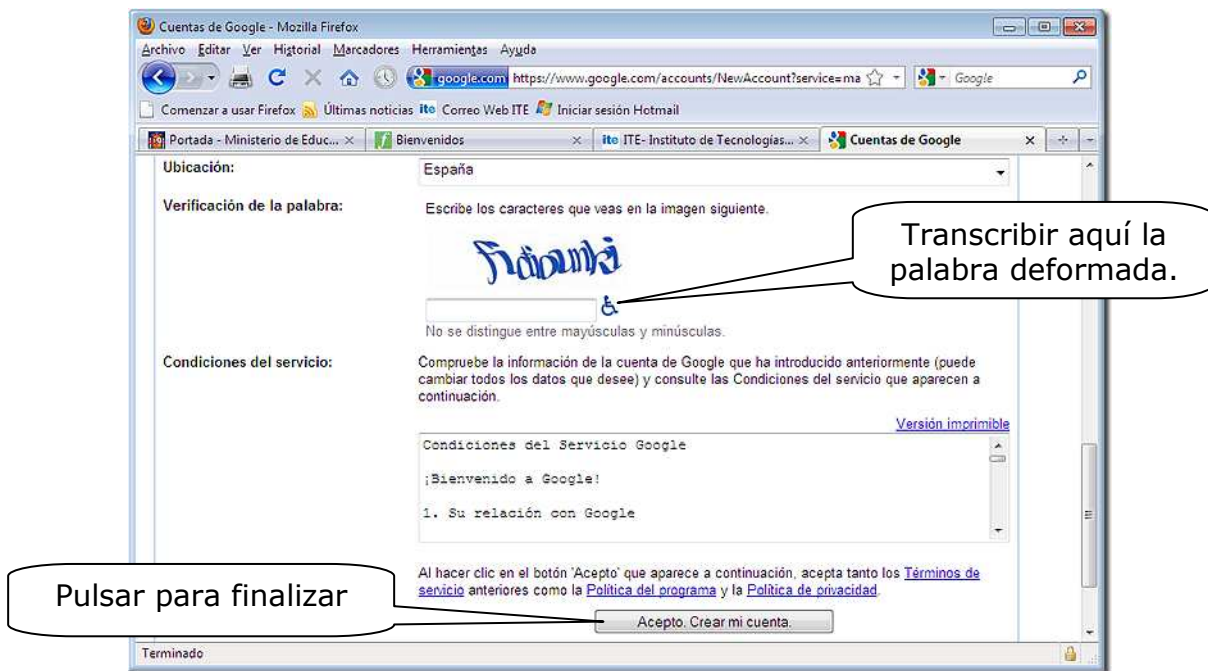 Cuentas de Google - Mozilla Firefox
Archivo Editar Ver Historial Marcadores Herramientas Ayuda
google.com https://www.google.com/accounts/NewAccount?service=ma Google
Comenzar a usar Firefox Últimas noticias ite Correo Web ITE Iniciar sesión Hotmail
Portada - Ministerio de Educ... Bienvenidos ite ITE- Instituto de Tecnologías... Cuentas de Google
Ubicación: España
Verificación de la palabra: Escribe los caracteres que veas en la imagen siguiente.
Transcribir aquí la
palabra deformada.
No se distingue entre mayúsculas y minúsculas.
Condiciones del servicio: Compruebe la información de la cuenta de Google que ha introducido anteriormente (puede
cambiar todos los datos que desee) y consulte las Condiciones del servicio que aparecen a
continuación.
Versión imprimible
Condiciones del Servicio Google
¡Bienvenido a Google!
1. Su relación con Google
Al hacer clic en el botón 'Acepto' que aparece a continuación, acepta tanto los Términos de
servicio anteriores como la Política del programa y la Política de privacidad.
Pulsar para finalizar
Acepto. Crear mi cuenta.
Terminado